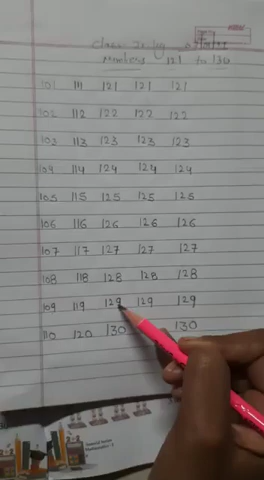 Numbers 121 to 130
101 111 121 121 121
102 112 122 122 122
103 113 123 123 123
104 114 124 124 124
105 115 125 125 125
106 116 126 126 126
107 117 127 127 127
108 118 128 128 128
109 119 129 129 129
110 120 130 130